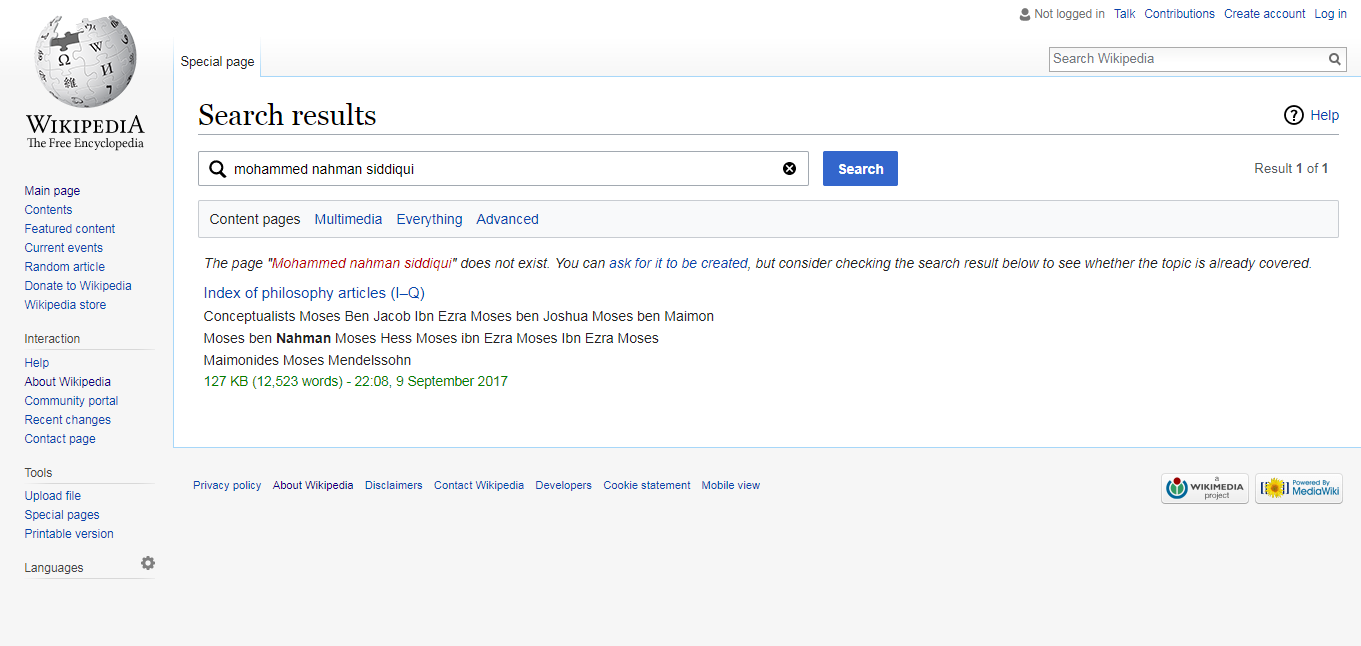 Not logged in Talk Contributions Create account Log in
Special page
Search Wikipedia
Ω W И 維 7
WIKIPEDIA
The Free Encyclopedia
Main page
Contents
Featured content
Current events
Random article
Donate to Wikipedia
Wikipedia store
Interaction
Help
About Wikipedia
Community portal
Recent changes
Contact page
Tools
Upload file
Special pages
Printable version
Languages
Search results
? Help
mohammed nahman siddiqui Search Result 1 of 1
Content pages Multimedia Everything Advanced
The page "Mohammed nahman siddiqui" does not exist. You can ask for it to be created, but consider checking the search result below to see whether the topic is already covered.
Index of philosophy articles (I–Q)
Conceptualists Moses Ben Jacob Ibn Ezra Moses ben Joshua Moses ben Maimon
Moses ben Nahman Moses Hess Moses ibn Ezra Moses Ibn Ezra Moses
Maimonides Moses Mendelssohn
127 KB (12,523 words) - 22:08, 9 September 2017
Privacy policy About Wikipedia Disclaimers Contact Wikipedia Developers Cookie statement Mobile view
a
WIKIMEDIA
project
Powered By
MediaWiki